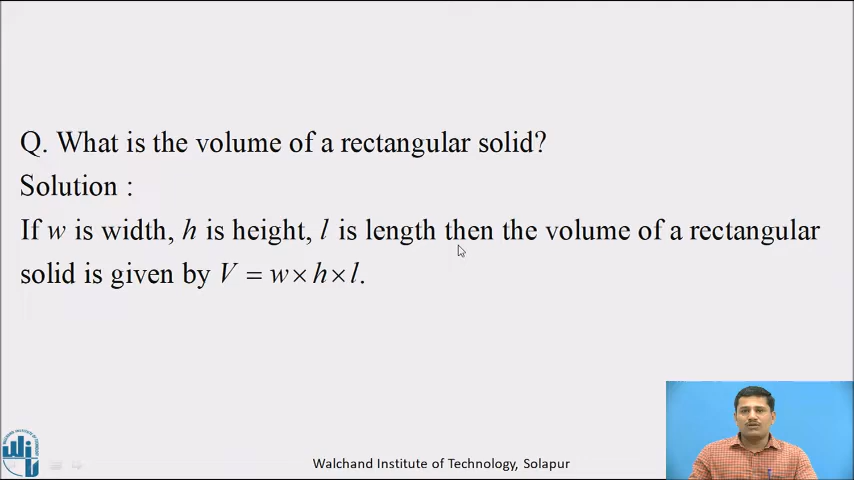 Q. What is the volume of a rectangular solid?
Solution :
If w is width, h is height, l is length then the volume of a rectangular
solid is given by V = w × h × l.
Walchand Institute of Technology, Solapur